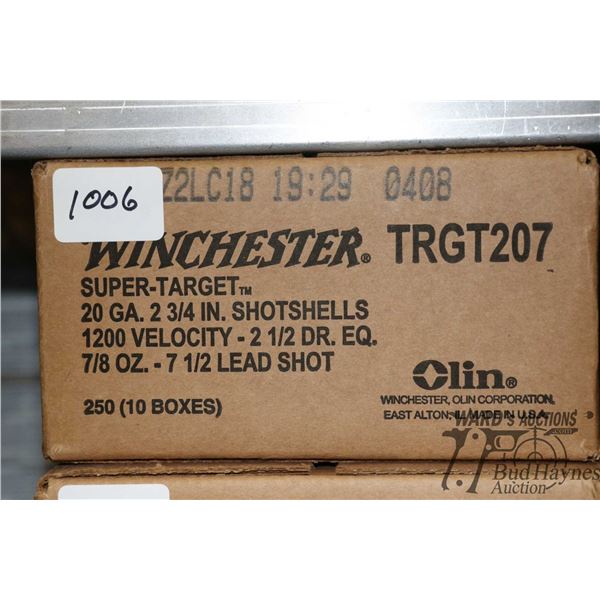 1006
Z2LC18 19:29 0408
WINCHESTER® TRGT207
SUPER-TARGET™
20 GA. 2 3/4 IN. SHOTSHELLS
1200 VELOCITY - 2 1/2 DR. EQ.
7/8 OZ. - 7 1/2 LEAD SHOT
250 (10 BOXES)
Olin®
WINCHESTER, OLIN CORPORATION,
EAST ALTON, IL MADE IN U.S.A.
WARD'S AUCTIONS
.com
Bud Haynes
Auction